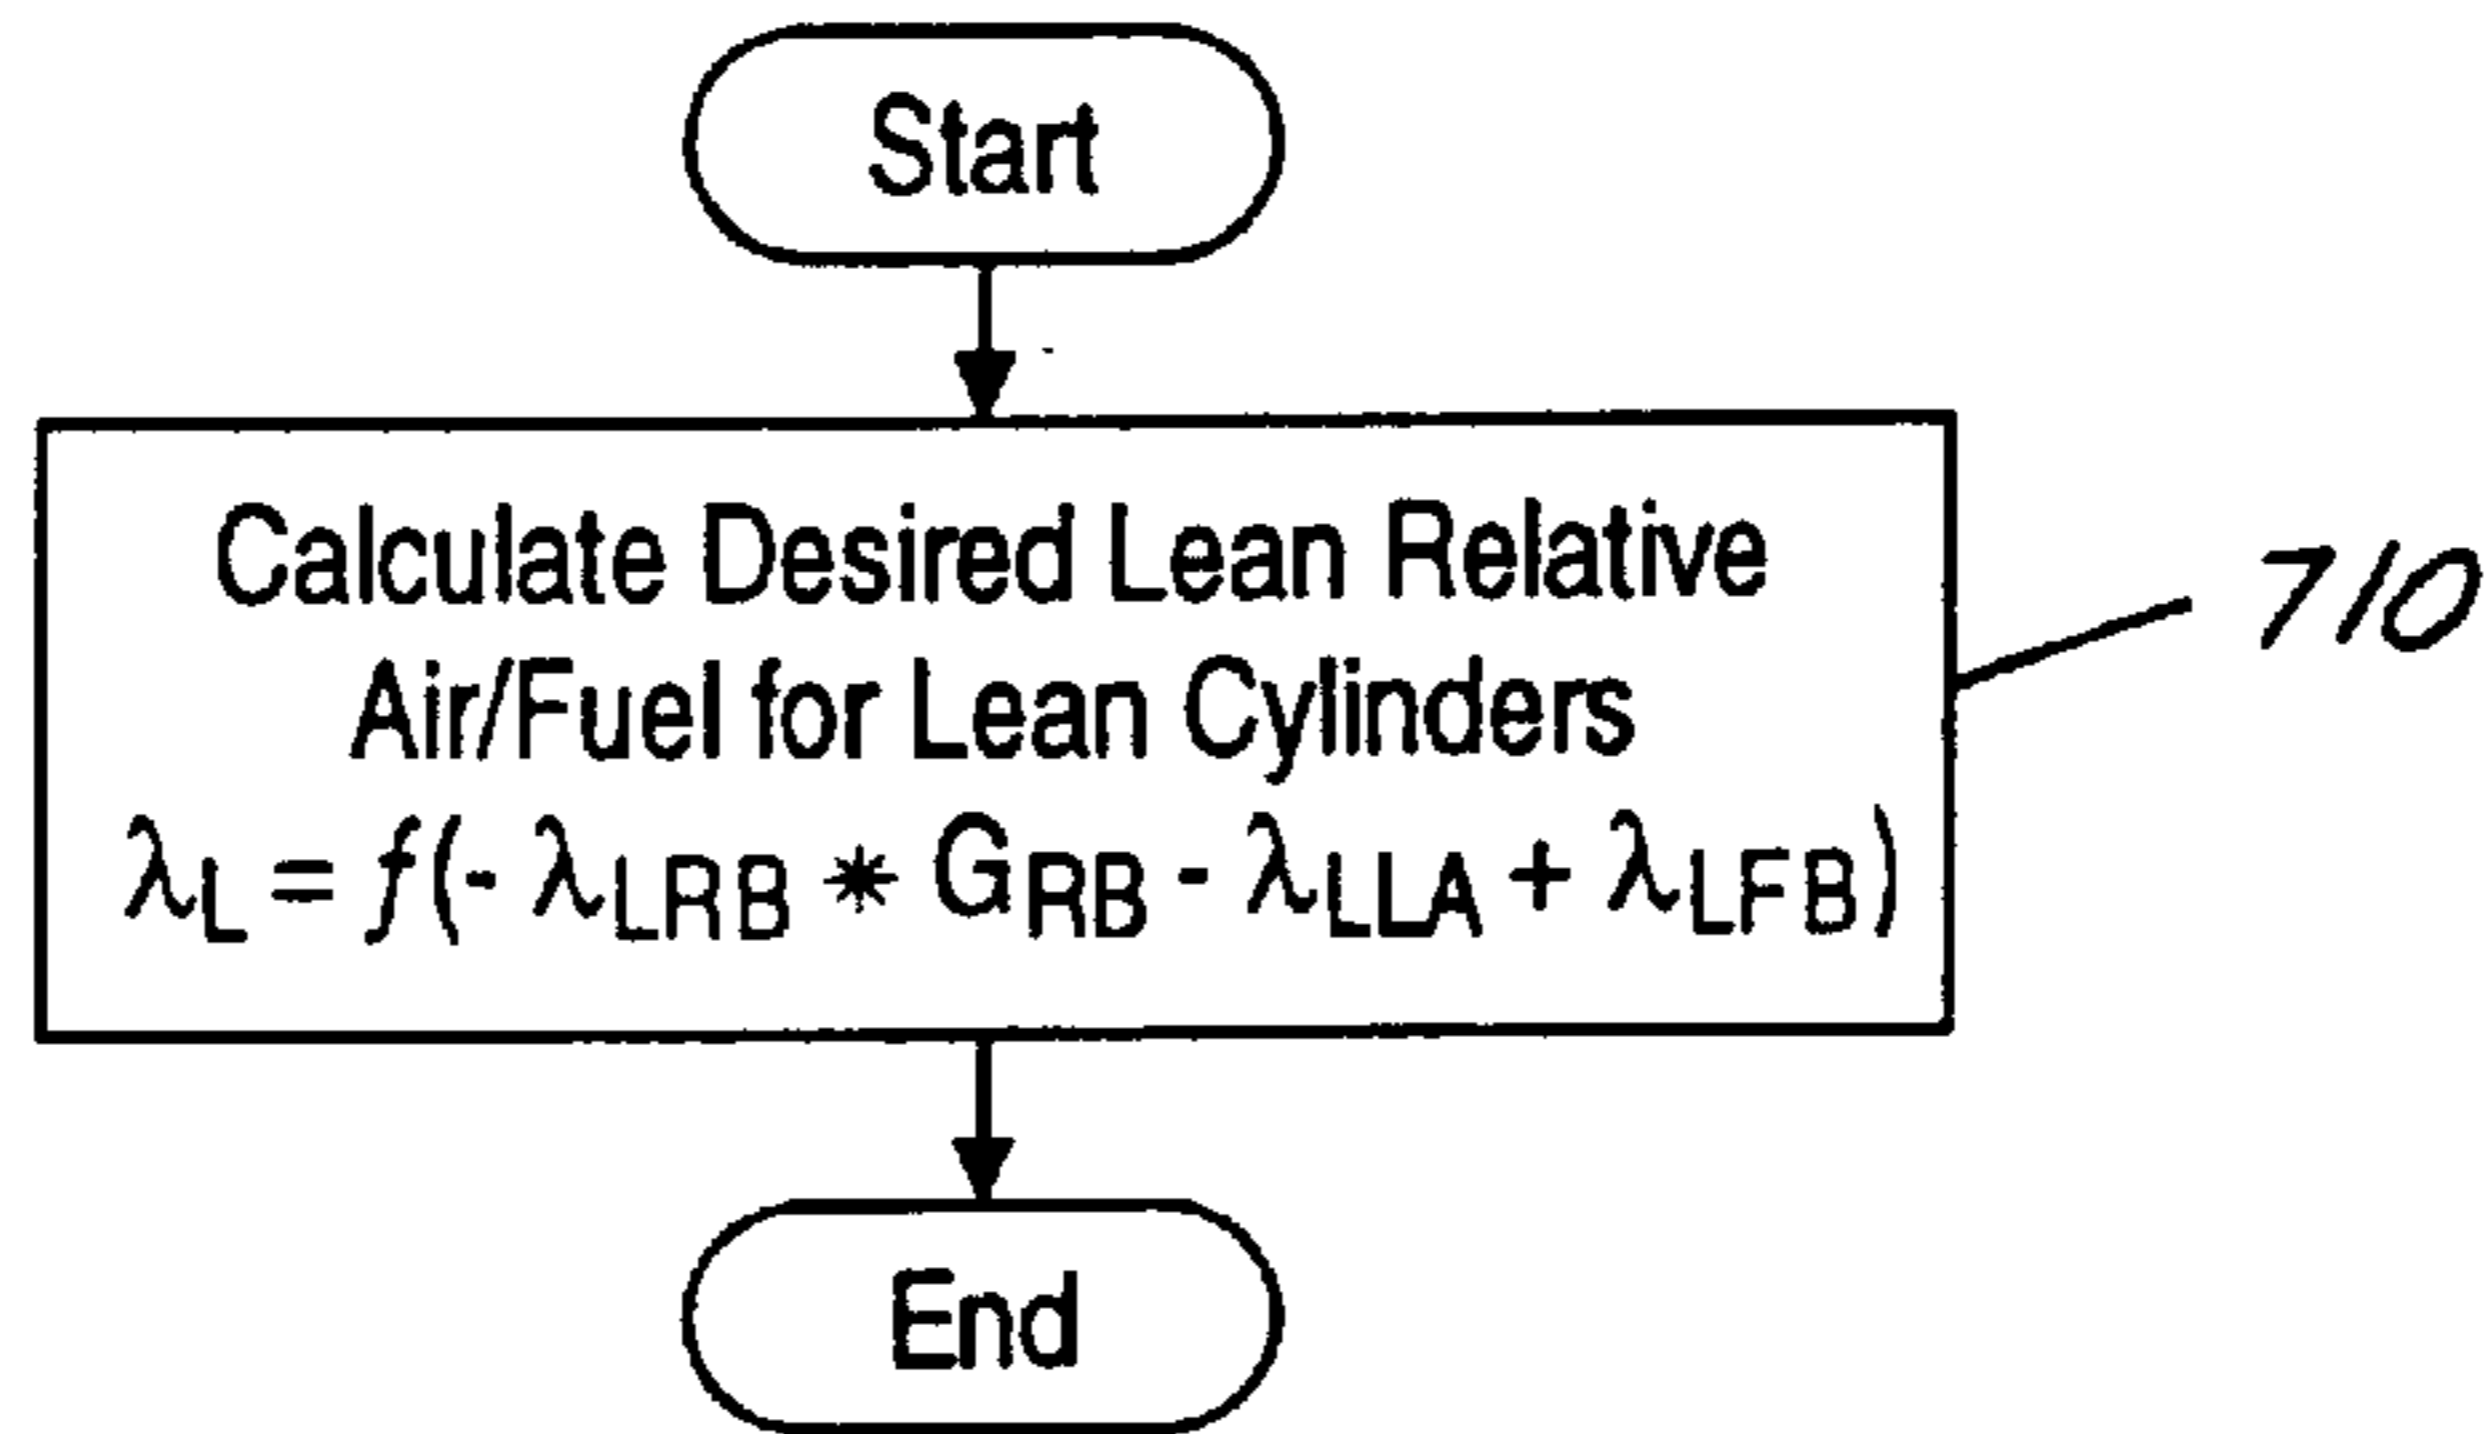 Start
Calculate Desired Lean Relative
Air/Fuel for Lean Cylinders
λL = f(- λLRB * GRB - λLLA + λLFB)
710
End